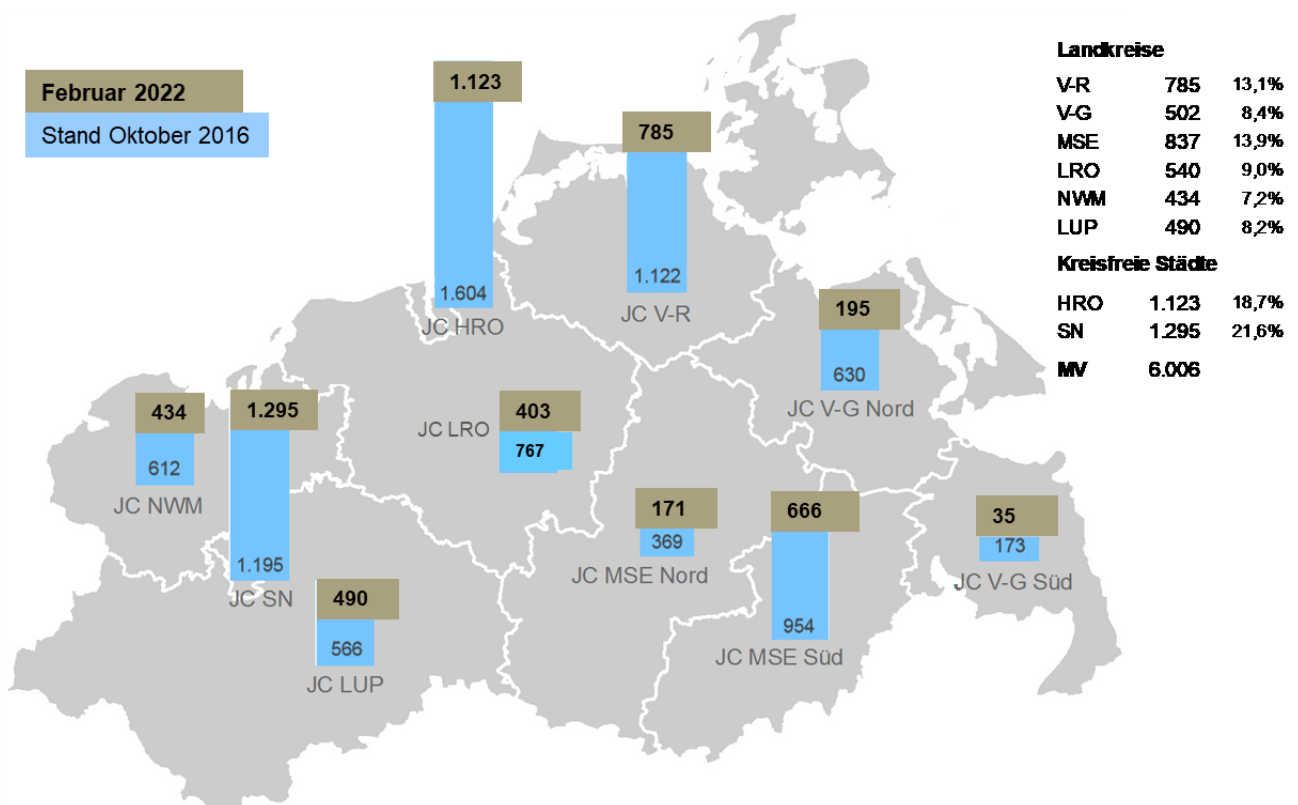 Februar 2022
Stand Oktober 2016
1.123
1.604
JC HRO
785
1.122
JC V-R
195
630
JC V-G Nord
434
612
JC NWM
1.295
1.195
JC SN
JC LRO
403
767
171
369
JC MSE Nord
666
954
JC MSE Süd
35
173
JC V-G Süd
490
566
JC LUP
Landkreise
V-R 785 13,1%
V-G 502 8,4%
MSE 837 13,9%
LRO 540 9,0%
NWM 434 7,2%
LUP 490 8,2%
Kreisfreie Städte
HRO 1.123 18,7%
SN 1.295 21,6%
MV 6.006